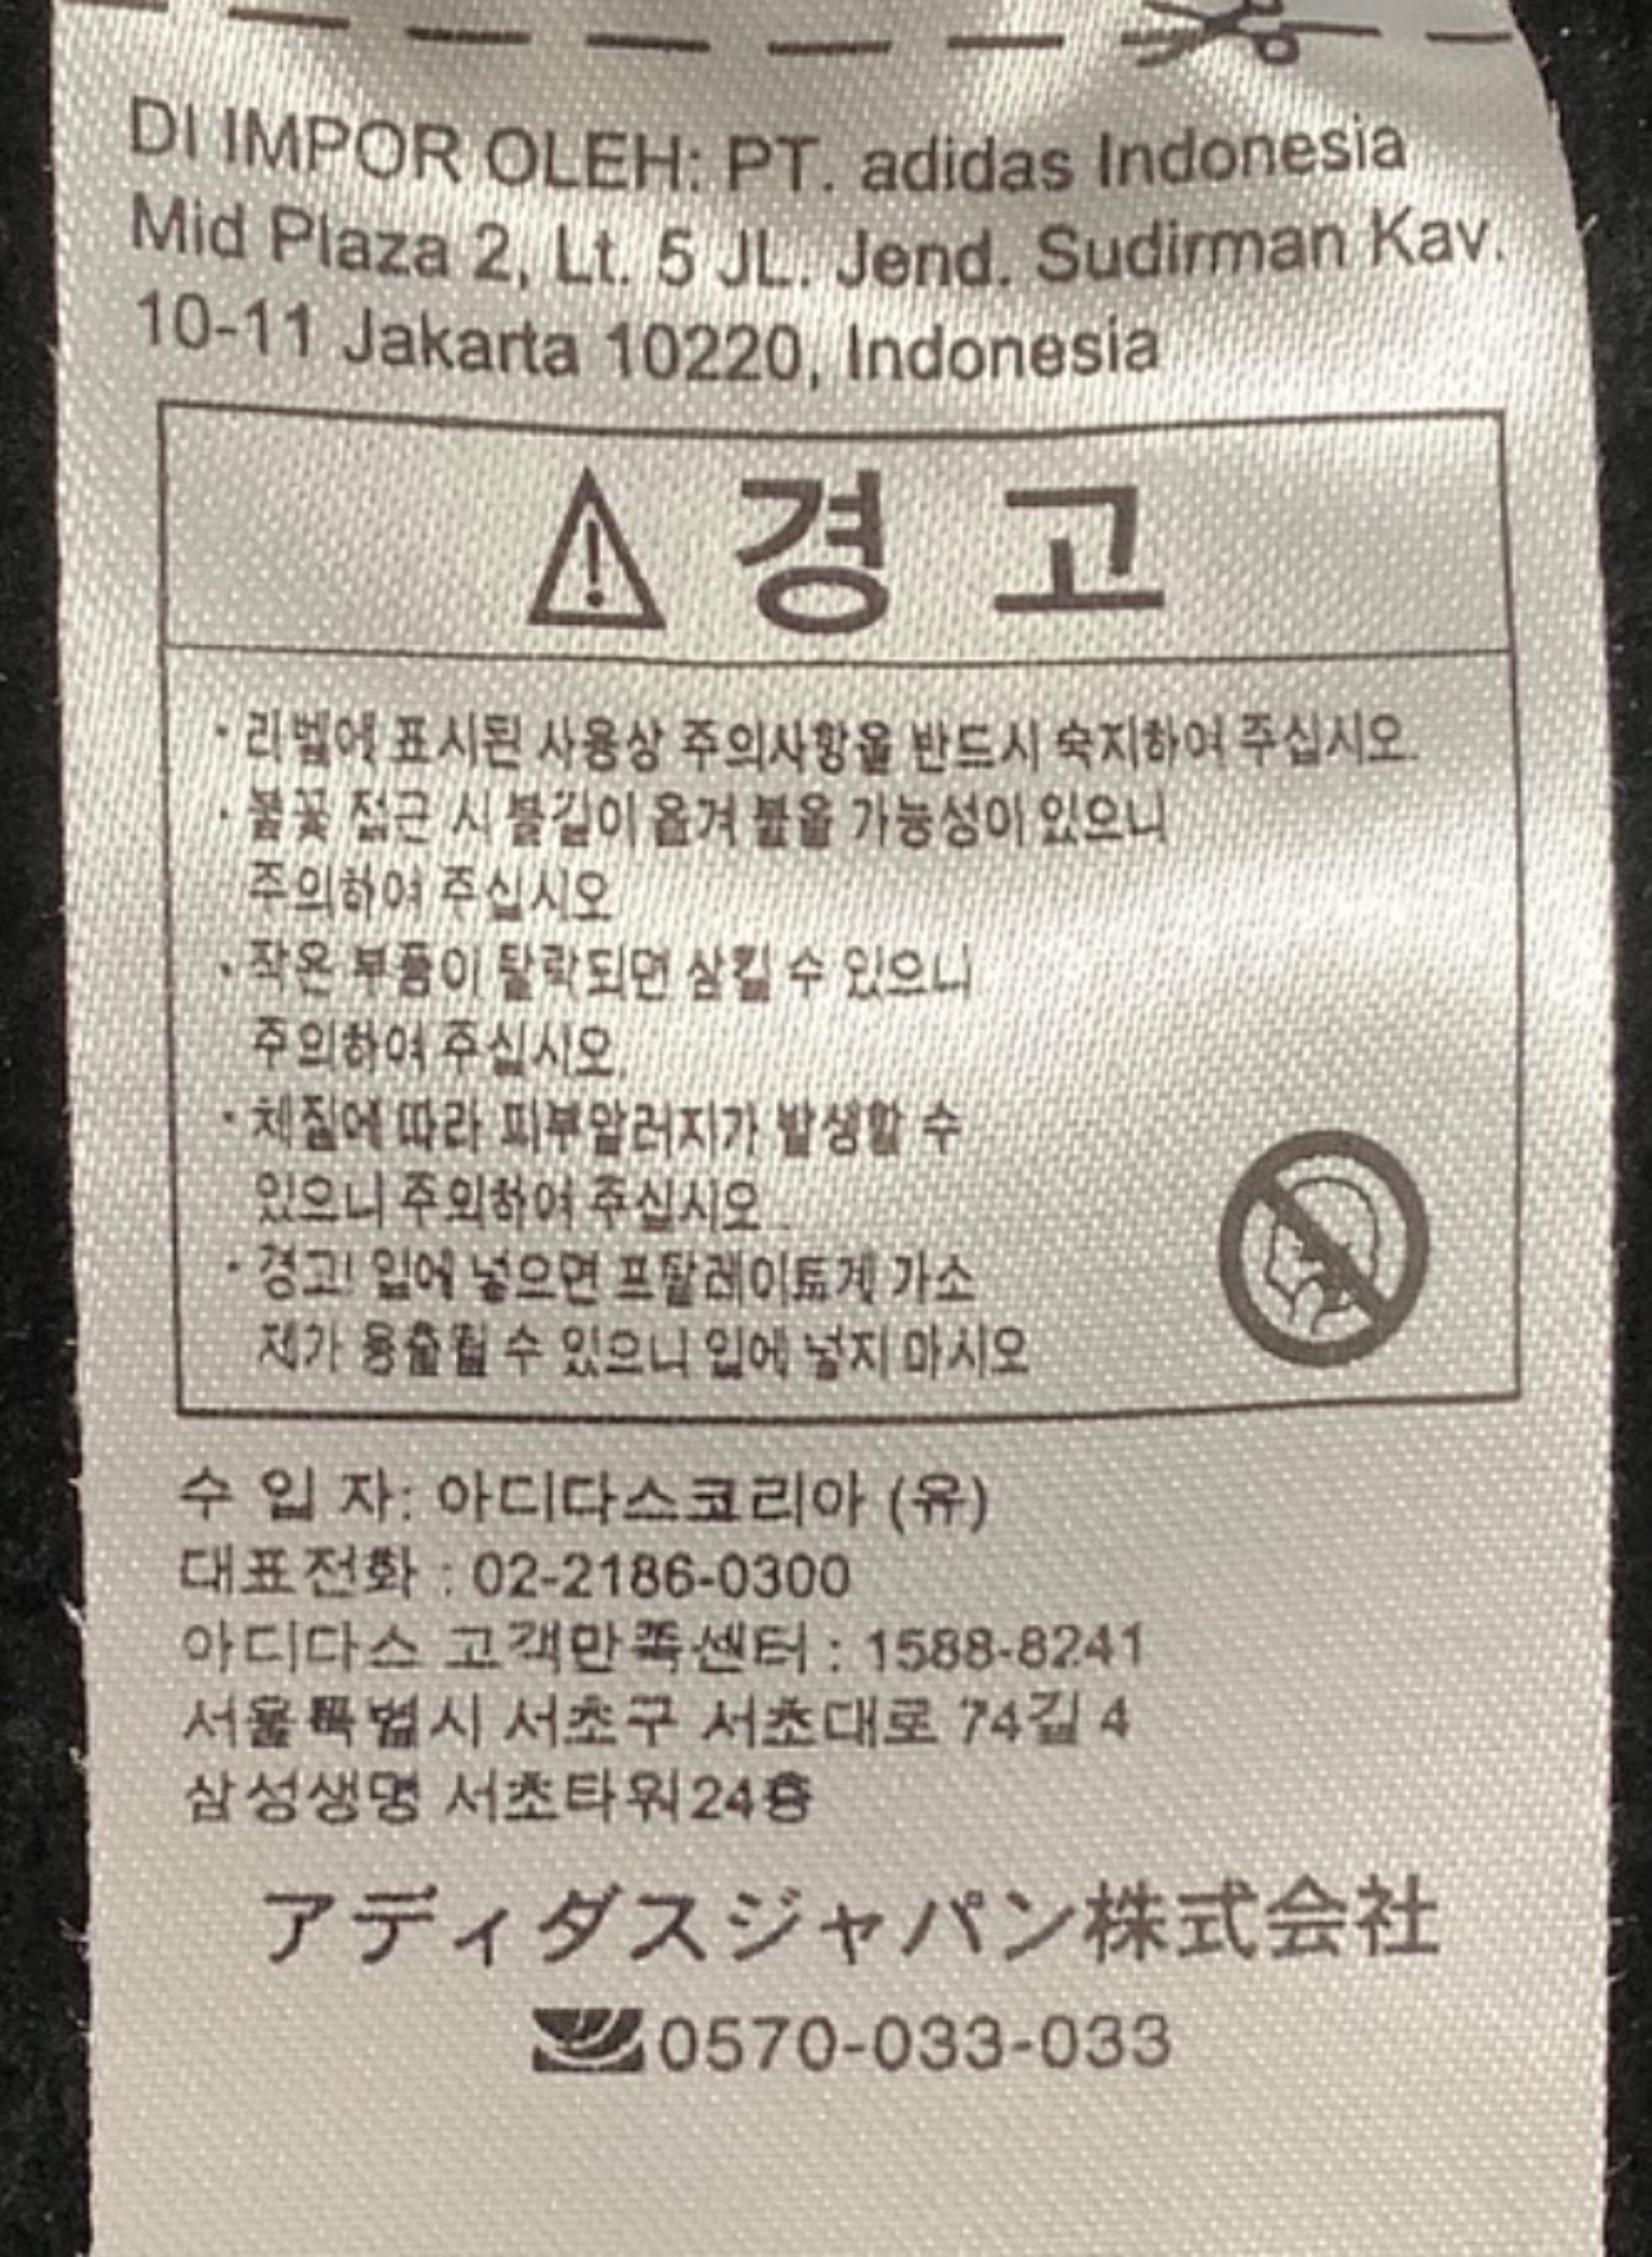 DI IMPOR OLEH: PT. adidas Indonesia
Mid Plaza 2, Lt. 5 JL. Jend. Sudirman Kav.
10-11 Jakarta 10220, Indonesia
경 고
· 라벨에 표시된 사용상 주의사항을 반드시 숙지하여 주십시오.
· 불꽃 접근 시 불길이 옮겨 붙을 가능성이 있으니
주의하여 주십시오
· 작은 부품이 탈락되면 삼킬 수 있으니
주의하여 주십시오.
· 체질에 따라 피부알러지가 발생할 수
있으니 주의하여 주십시오.
· 경고! 입에 넣으면 프탈레이트계 가소
제가 용출될 수 있으니 입에 넣지 마시오
수 입 자: 아디다스코리아 (유)
대표전화 : 02-2186-0300
아디다스 고객만족센터 : 1588-8241
서울특별시 서초구 서초대로 74길 4
삼성생명 서초타워24층
アディダスジャパン株式会社
0570-033-033